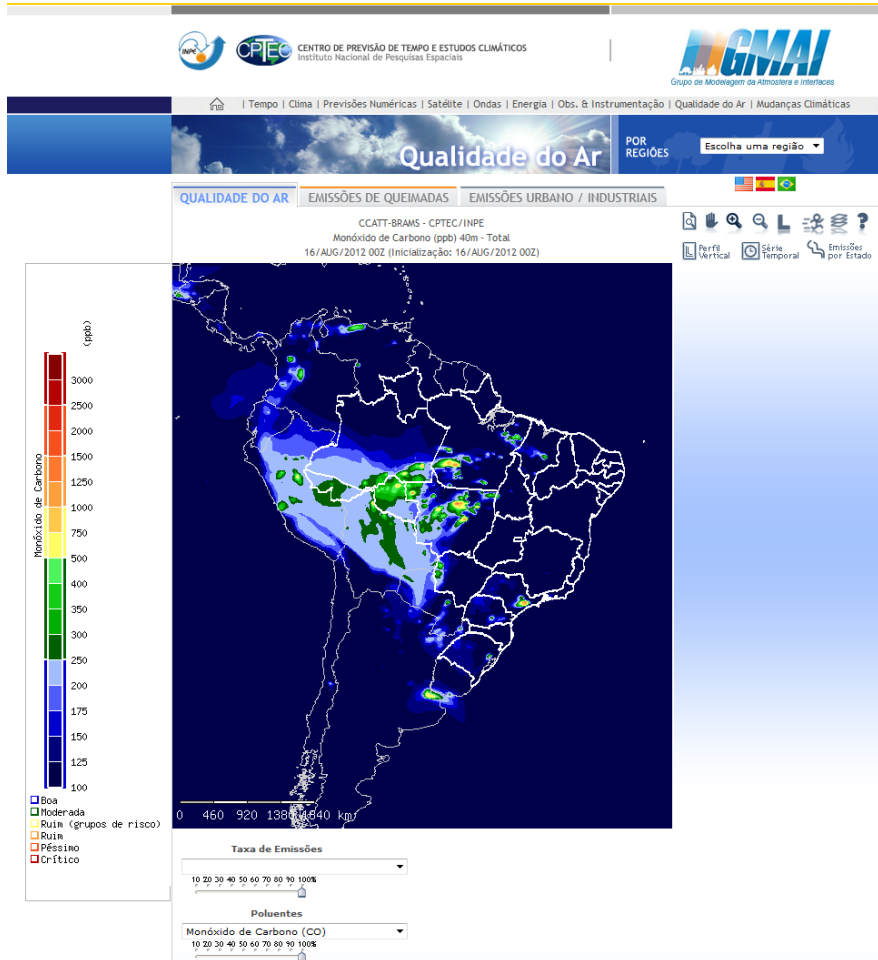 INPE
CPTEC
CENTRO DE PREVISÃO DE TEMPO E ESTUDOS CLIMÁTICOS
Instituto Nacional de Pesquisas Espaciais
GMAI
Grupo de Modelagem da Atmosfera e Interfaces
| Tempo | Clima | Previsões Numéricas | Satélite | Ondas | Energia | Obs. & Instrumentação | Qualidade do Ar | Mudanças Climáticas
Qualidade do Ar
POR
REGIÕES
Escolha uma região
QUALIDADE DO AR
EMISSÕES DE QUEIMADAS
EMISSÕES URBANO / INDUSTRIAIS
CCATT-BRAMS - CPTEC/INPE
Monóxido de Carbono (ppb) 40m - Total
16/AUG/2012 00Z (Inicialização: 16/AUG/2012 00Z)
Perfil
Vertical
Série
Temporal
Emissões
por Estado
(ppb)
Monóxido de Carbono
3000
2500
2000
1500
1250
1000
750
500
400
350
300
250
200
175
150
125
100
Boa
Moderada
Ruim (grupos de risco)
Ruim
Péssimo
Crítico
0 460 920 1380 1840 km
Taxa de Emissões
10 20 30 40 50 60 70 80 90 100%
Poluentes
Monóxido de Carbono (CO)
10 20 30 40 50 60 70 80 90 100%